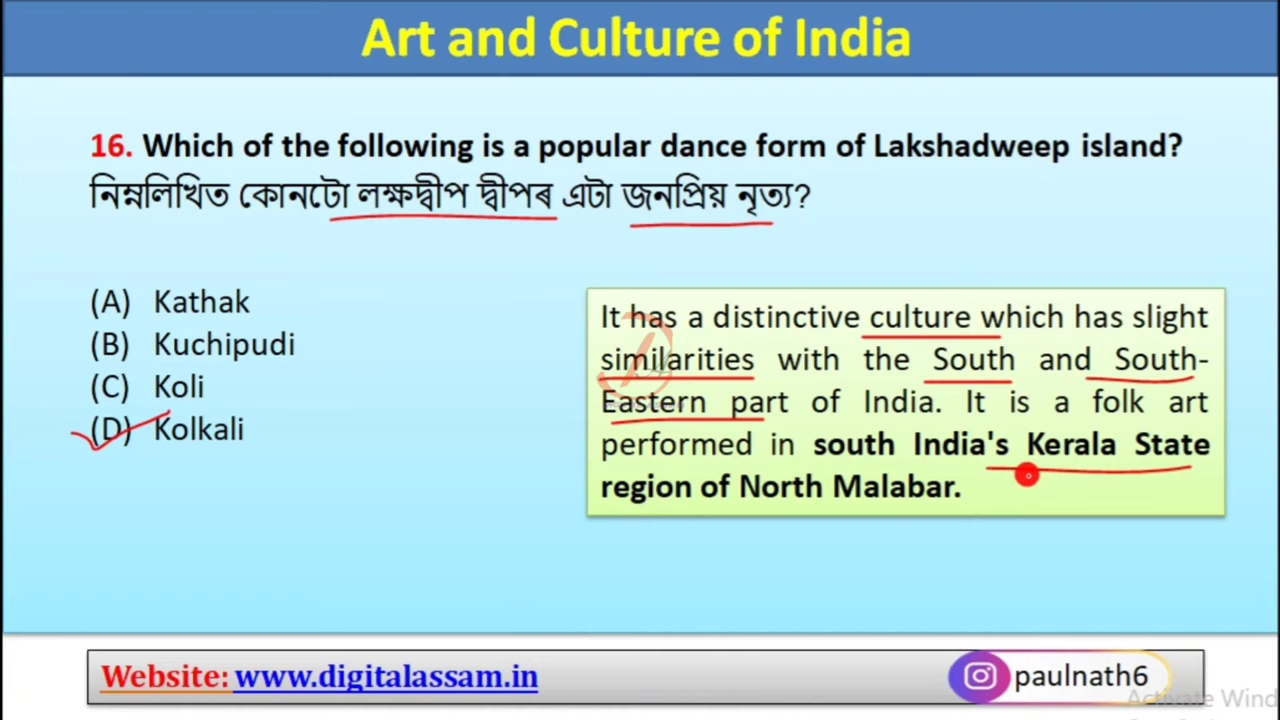 Art and Culture of India
16. Which of the following is a popular dance form of Lakshadweep island?
নিম্নলিখিত কোনটো লক্ষদ্বীপ দ্বীপৰ এটা জনপ্ৰিয় নৃত্য?
(A) Kathak
(B) Kuchipudi
(C) Koli
(D) Kolkali
It has a distinctive culture which has slight
similarities with the South and South-
Eastern part of India. It is a folk art
performed in south India's Kerala State
region of North Malabar.
Website: www.digitalassam.in
paulnath6
Activate Wind